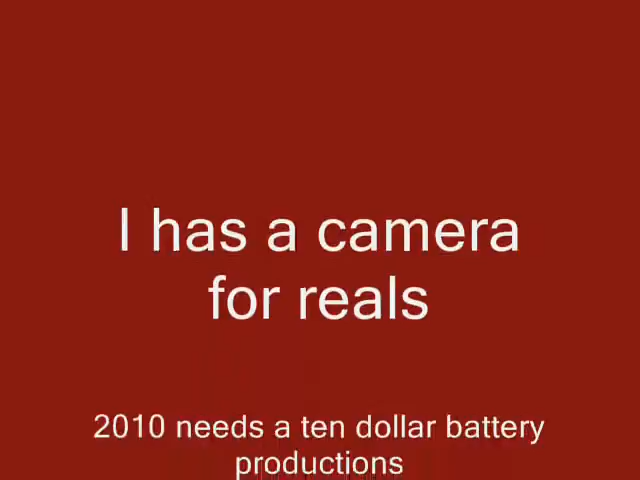 I has a camera
for reals
2010 needs a ten dollar battery
productions